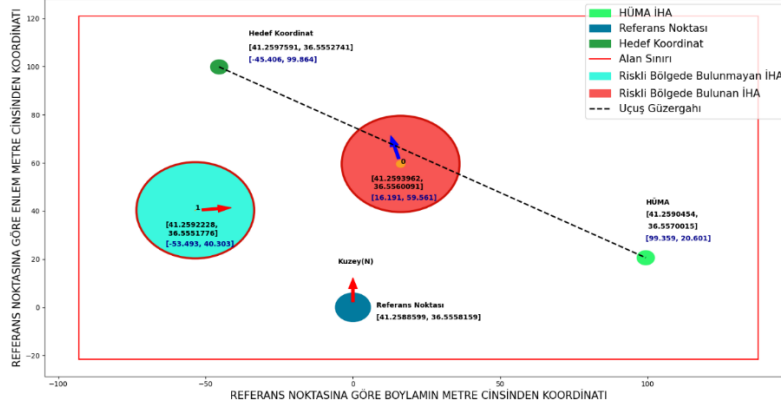 HÜMA İHA
Referans Noktası
Hedef Koordinat
Alan Sınırı
Riskli Bölgede Bulunmayan İHA
Riskli Bölgede Bulunan İHA
Uçuş Güzergahı
REFERANS NOKTASINA GÖRE ENLEM METRE CİNSİNDEN KOORDİNATI
120
100
80
60
40
20
0
−20
Hedef Koordinat
[41.2597591, 36.5552741]
[-45.406, 99.864]
0
[41.2593962,
36.5560091]
[16.191, 59.561]
1
[41.2592228,
36.5551776]
[-53.493, 40.303]
HÜMA
[41.2590454,
36.5570015]
[99.359, 20.601]
Kuzey(N)
Referans Noktası
[41.2588599, 36.5558159]
−100
−50
0
50
100
REFERANS NOKTASINA GÖRE BOYLAMIN METRE CİNSİNDEN KOORDİNATI